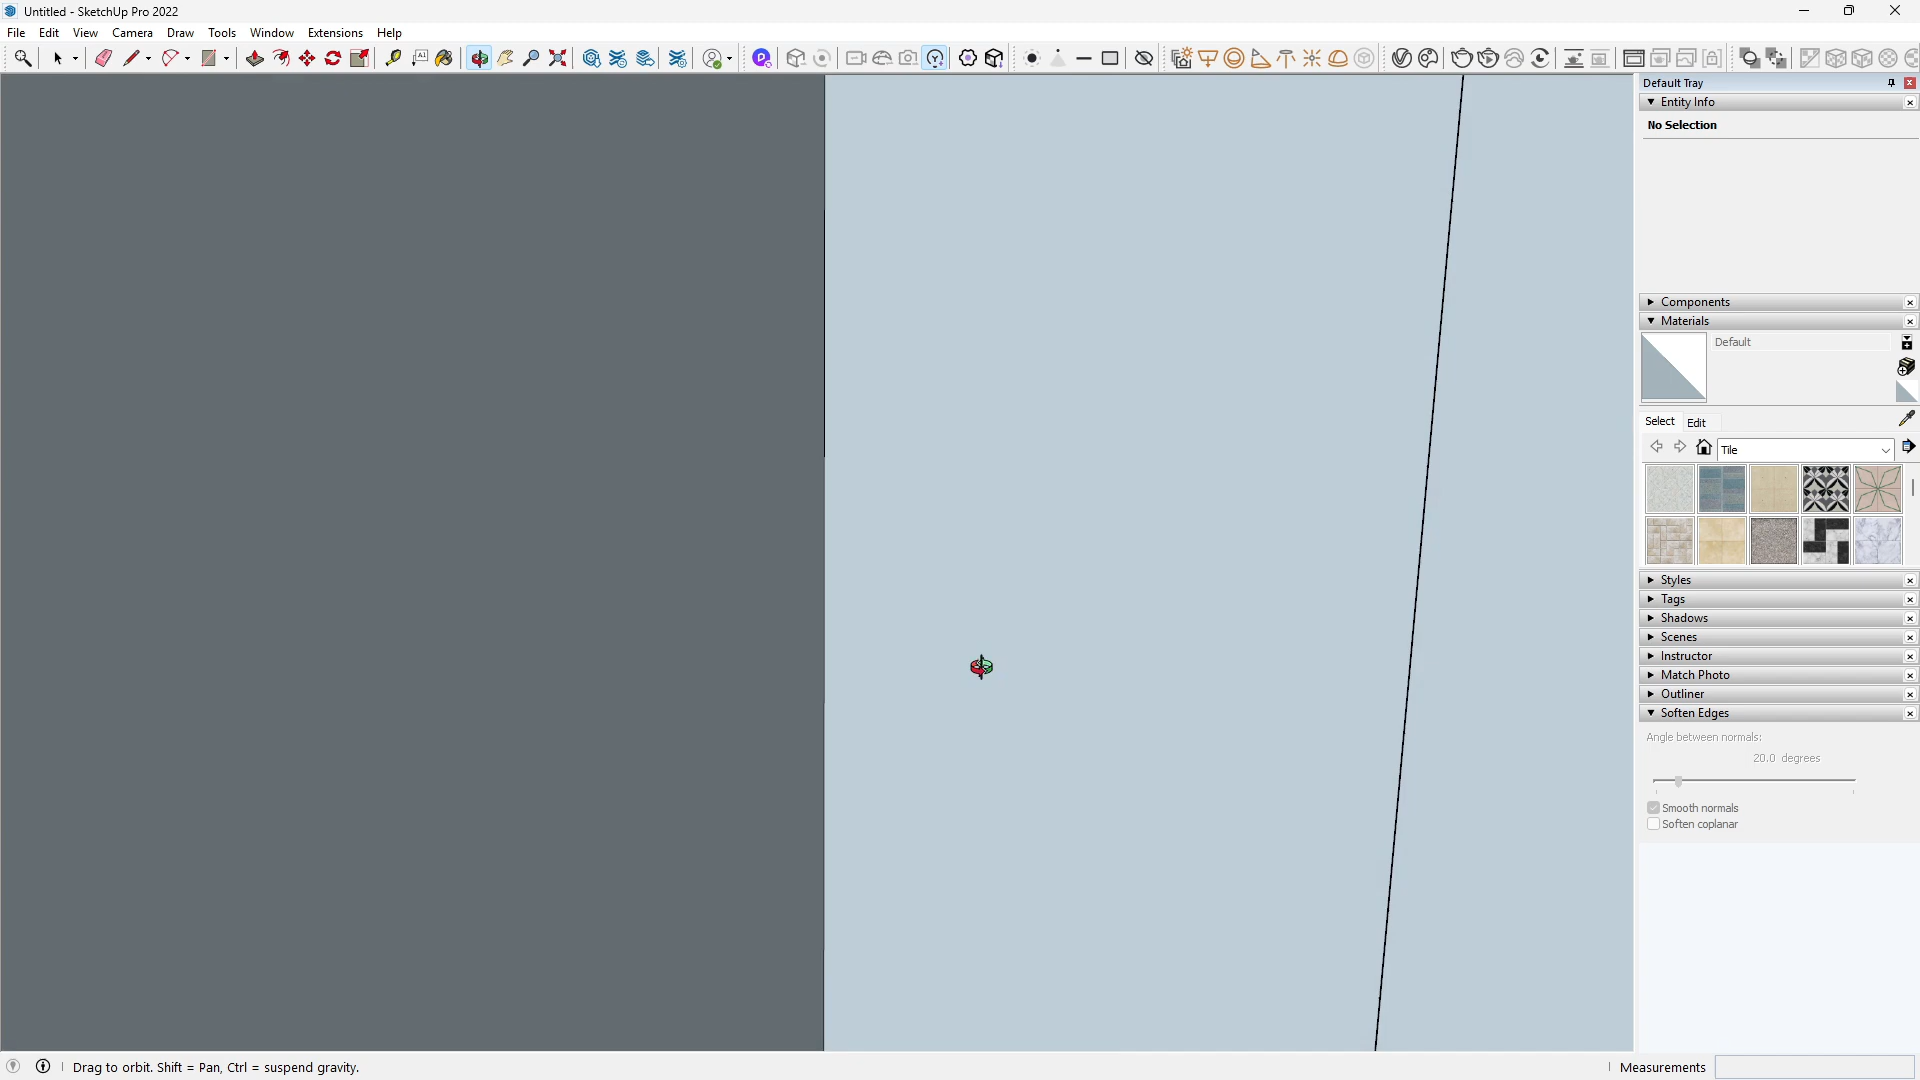 Untitled - SketchUp Pro 2022
File Edit View Camera Draw Tools Window Extensions Help
Default Tray
Entity Info
No Selection
Components
Materials
Default
Select Edit
Tile
Styles
Tags
Shadows
Scenes
Instructor
Match Photo
Outliner
Soften Edges
Angle between normals:
20.0 degrees
Smooth normals
Soften coplanar
Drag to orbit. Shift = Pan, Ctrl = suspend gravity.
Measurements